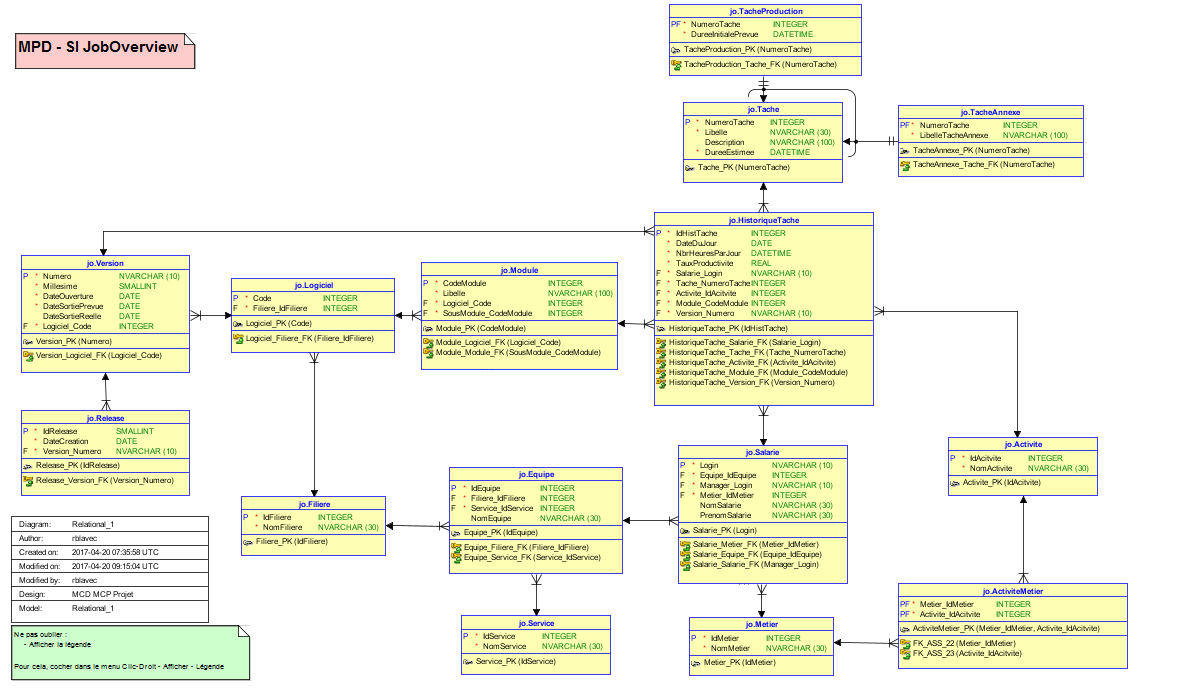 MPD - SI JobOverview
jo.TacheProduction
PF * NumeroTache INTEGER
* DureeInitialePrevue DATETIME
TacheProduction_PK (NumeroTache)
TacheProduction_Tache_FK (NumeroTache)
jo.Tache
P * NumeroTache INTEGER
* Libelle NVARCHAR (30)
Description NVARCHAR (100)
* DureeEstimee DATETIME
Tache_PK (NumeroTache)
jo.TacheAnnexe
PF * NumeroTache INTEGER
* LibelleTacheAnnexe NVARCHAR (100)
TacheAnnexe_PK (NumeroTache)
TacheAnnexe_Tache_FK (NumeroTache)
jo.HistoriqueTache
P * IdHistTache INTEGER
* DateDuJour DATE
* NbrHeuresParJour DATETIME
* TauxProductivite REAL
F * Salarie_Login NVARCHAR (10)
F * Tache_NumeroTache INTEGER
F * Activite_IdAcitvite INTEGER
F * Module_CodeModule INTEGER
F * Version_Numero NVARCHAR (10)
HistoriqueTache_PK (IdHistTache)
HistoriqueTache_Salarie_FK (Salarie_Login)
HistoriqueTache_Tache_FK (Tache_NumeroTache)
HistoriqueTache_Activite_FK (Activite_IdAcitvite)
HistoriqueTache_Module_FK (Module_CodeModule)
HistoriqueTache_Version_FK (Version_Numero)
jo.Version
P * Numero NVARCHAR (10)
* Millesime SMALLINT
* DateOuverture DATE
* DateSortiePrevue DATE
DateSortieReelle DATE
F * Logiciel_Code INTEGER
Version_PK (Numero)
Version_Logiciel_FK (Logiciel_Code)
jo.Logiciel
P * Code INTEGER
F * Filiere_IdFiliere INTEGER
Logiciel_PK (Code)
Logiciel_Filiere_FK (Filiere_IdFiliere)
jo.Module
P * CodeModule INTEGER
* Libelle NVARCHAR (100)
F * Logiciel_Code INTEGER
F * SousModule_CodeModule INTEGER
Module_PK (CodeModule)
Module_Logiciel_FK (Logiciel_Code)
Module_Module_FK (SousModule_CodeModule)
jo.Release
P * IdRelease SMALLINT
* DateCreation DATE
F * Version_Numero NVARCHAR (10)
Release_PK (IdRelease)
Release_Version_FK (Version_Numero)
jo.Filiere
P * IdFiliere INTEGER
* NomFiliere NVARCHAR (30)
Filiere_PK (IdFiliere)
jo.Equipe
P * IdEquipe INTEGER
F * Filiere_IdFiliere INTEGER
F * Service_IdService INTEGER
NomEquipe NVARCHAR (30)
Equipe_PK (IdEquipe)
Equipe_Filiere_FK (Filiere_IdFiliere)
Equipe_Service_FK (Service_IdService)
jo.Salarie
P * Login NVARCHAR (10)
F * Equipe_IdEquipe INTEGER
F * Manager_Login NVARCHAR (10)
F * Metier_IdMetier INTEGER
NomSalarie NVARCHAR (30)
PrenomSalarie NVARCHAR (30)
Salarie_PK (Login)
Salarie_Metier_FK (Metier_IdMetier)
Salarie_Equipe_FK (Equipe_IdEquipe)
Salarie_Salarie_FK (Manager_Login)
jo.Activite
P * IdAcitvite INTEGER
* NomActivite NVARCHAR (30)
Activite_PK (IdAcitvite)
jo.ActiviteMetier
PF * Metier_IdMetier INTEGER
PF * Activite_IdAcitvite INTEGER
ActiviteMetier_PK (Metier_IdMetier, Activite_IdAcitvite)
FK_ASS_22 (Metier_IdMetier)
FK_ASS_23 (Activite_IdAcitvite)
jo.Service
P * IdService INTEGER
* NomService NVARCHAR (30)
Service_PK (IdService)
jo.Metier
P * IdMetier INTEGER
* NomMetier NVARCHAR (30)
Metier_PK (IdMetier)
Diagram: Relational_1
Author: rblavec
Created on: 2017-04-20 07:35:58 UTC
Modified on: 2017-04-20 09:15:04 UTC
Modified by: rblavec
Design: MCD MCP Projet
Model: Relational_1
Ne pas oublier :
- Afficher la légende
Pour cela, cocher dans le menu Clic-Droit - Afficher - Légende